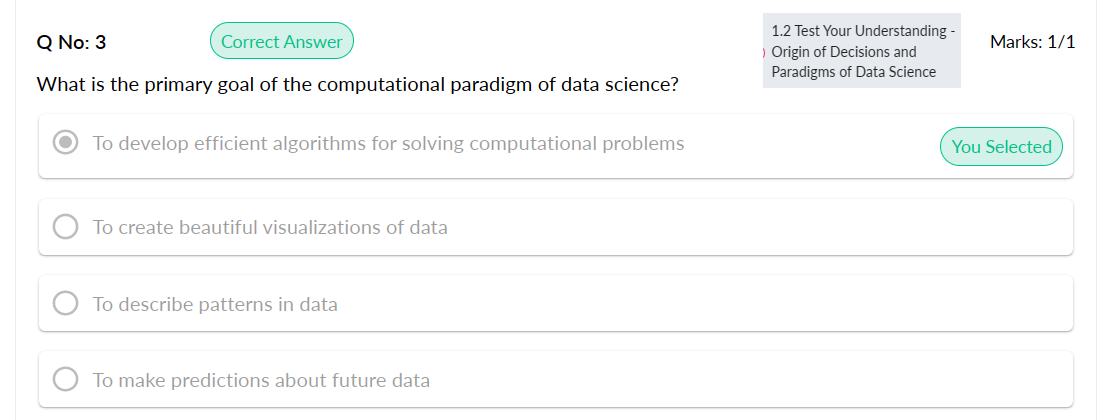 Q No: 3
Correct Answer
1.2 Test Your Understanding -
Origin of Decisions and
Paradigms of Data Science
Marks: 1/1
What is the primary goal of the computational paradigm of data science?
To develop efficient algorithms for solving computational problems
You Selected
To create beautiful visualizations of data
To describe patterns in data
To make predictions about future data